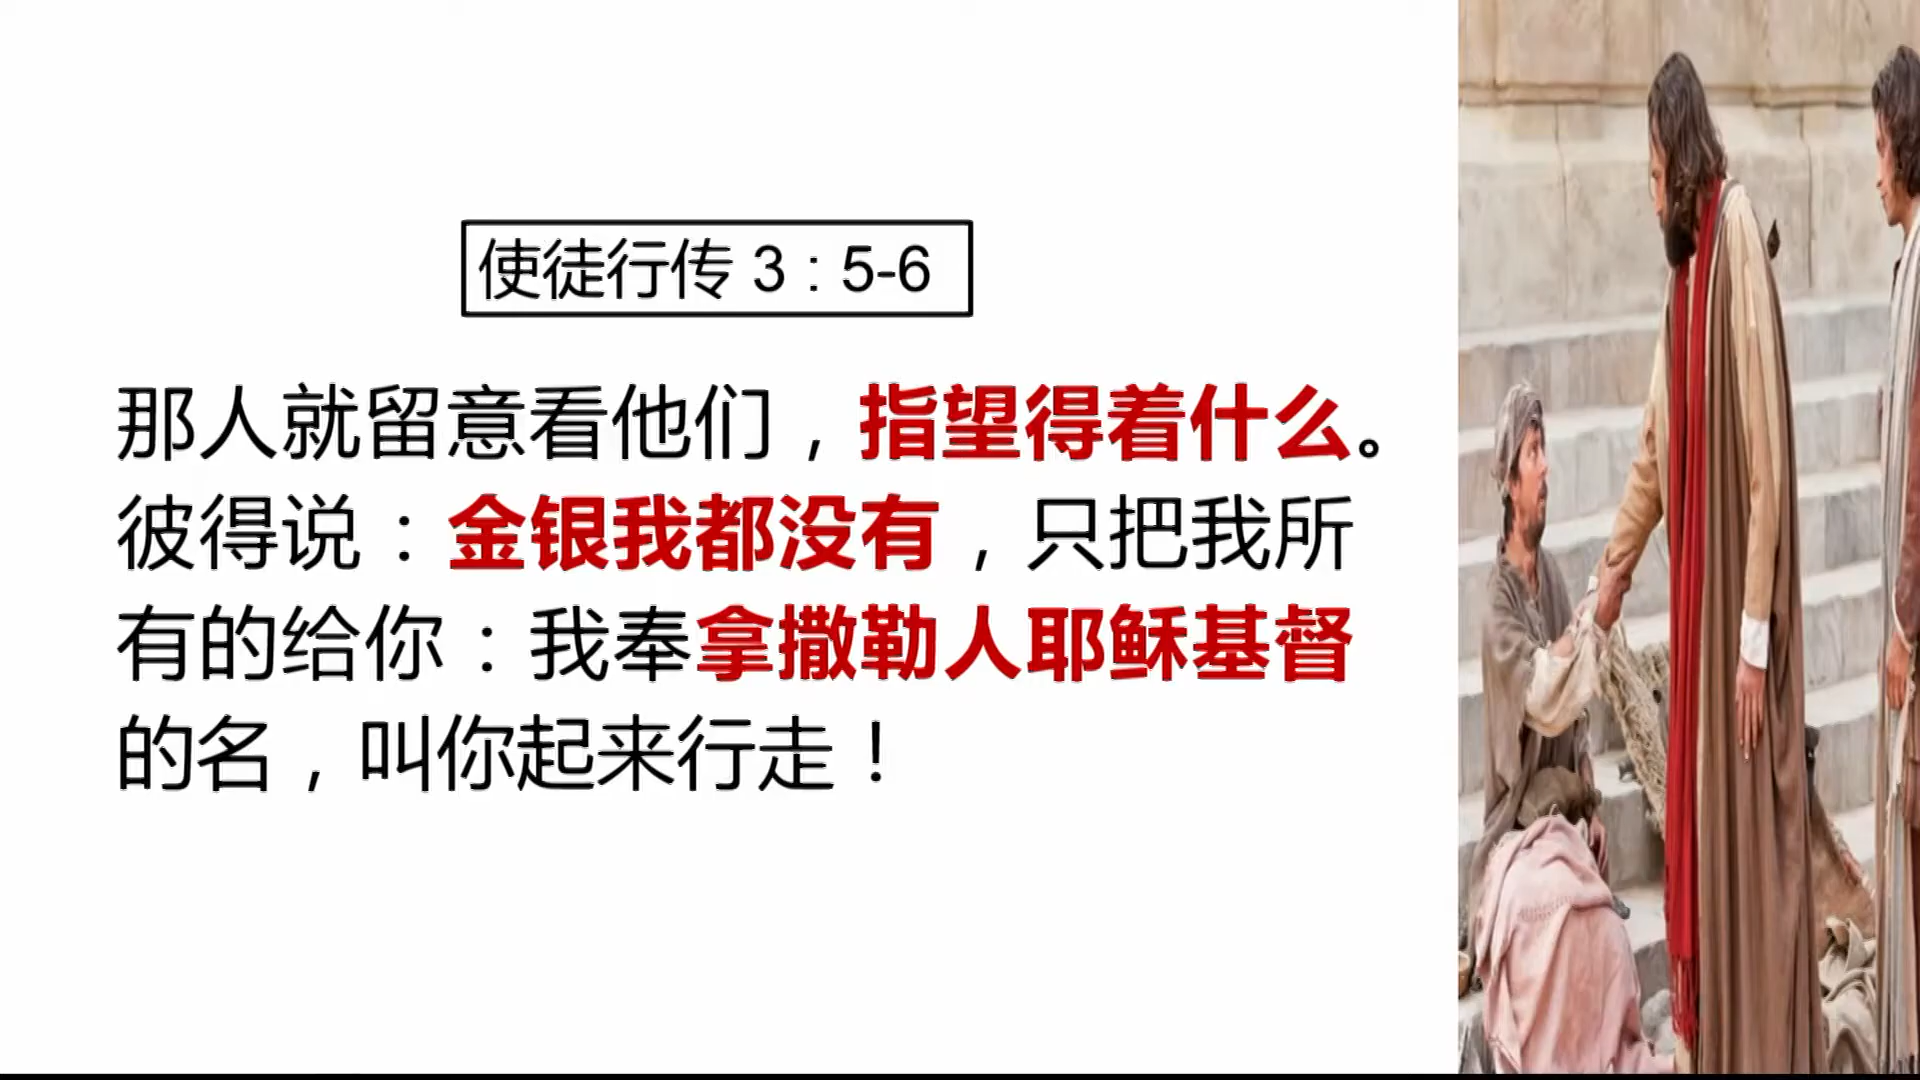 使徒行传 3：5-6
那人就留意看他们，指望得着什么。
彼得说：金银我都没有，只把我所
有的给你：我奉拿撒勒人耶稣基督
的名，叫你起来行走！